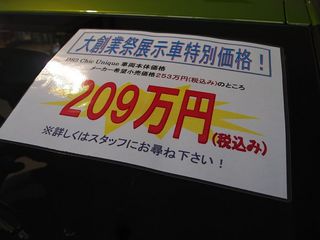 大創業祭展示車特別価格！
DS3 Chic Unique 車両本体価格
メーカー希望小売価格253万円(税込み)のところ
209万円(税込み)
※詳しくはスタッフにお尋ね下さい！